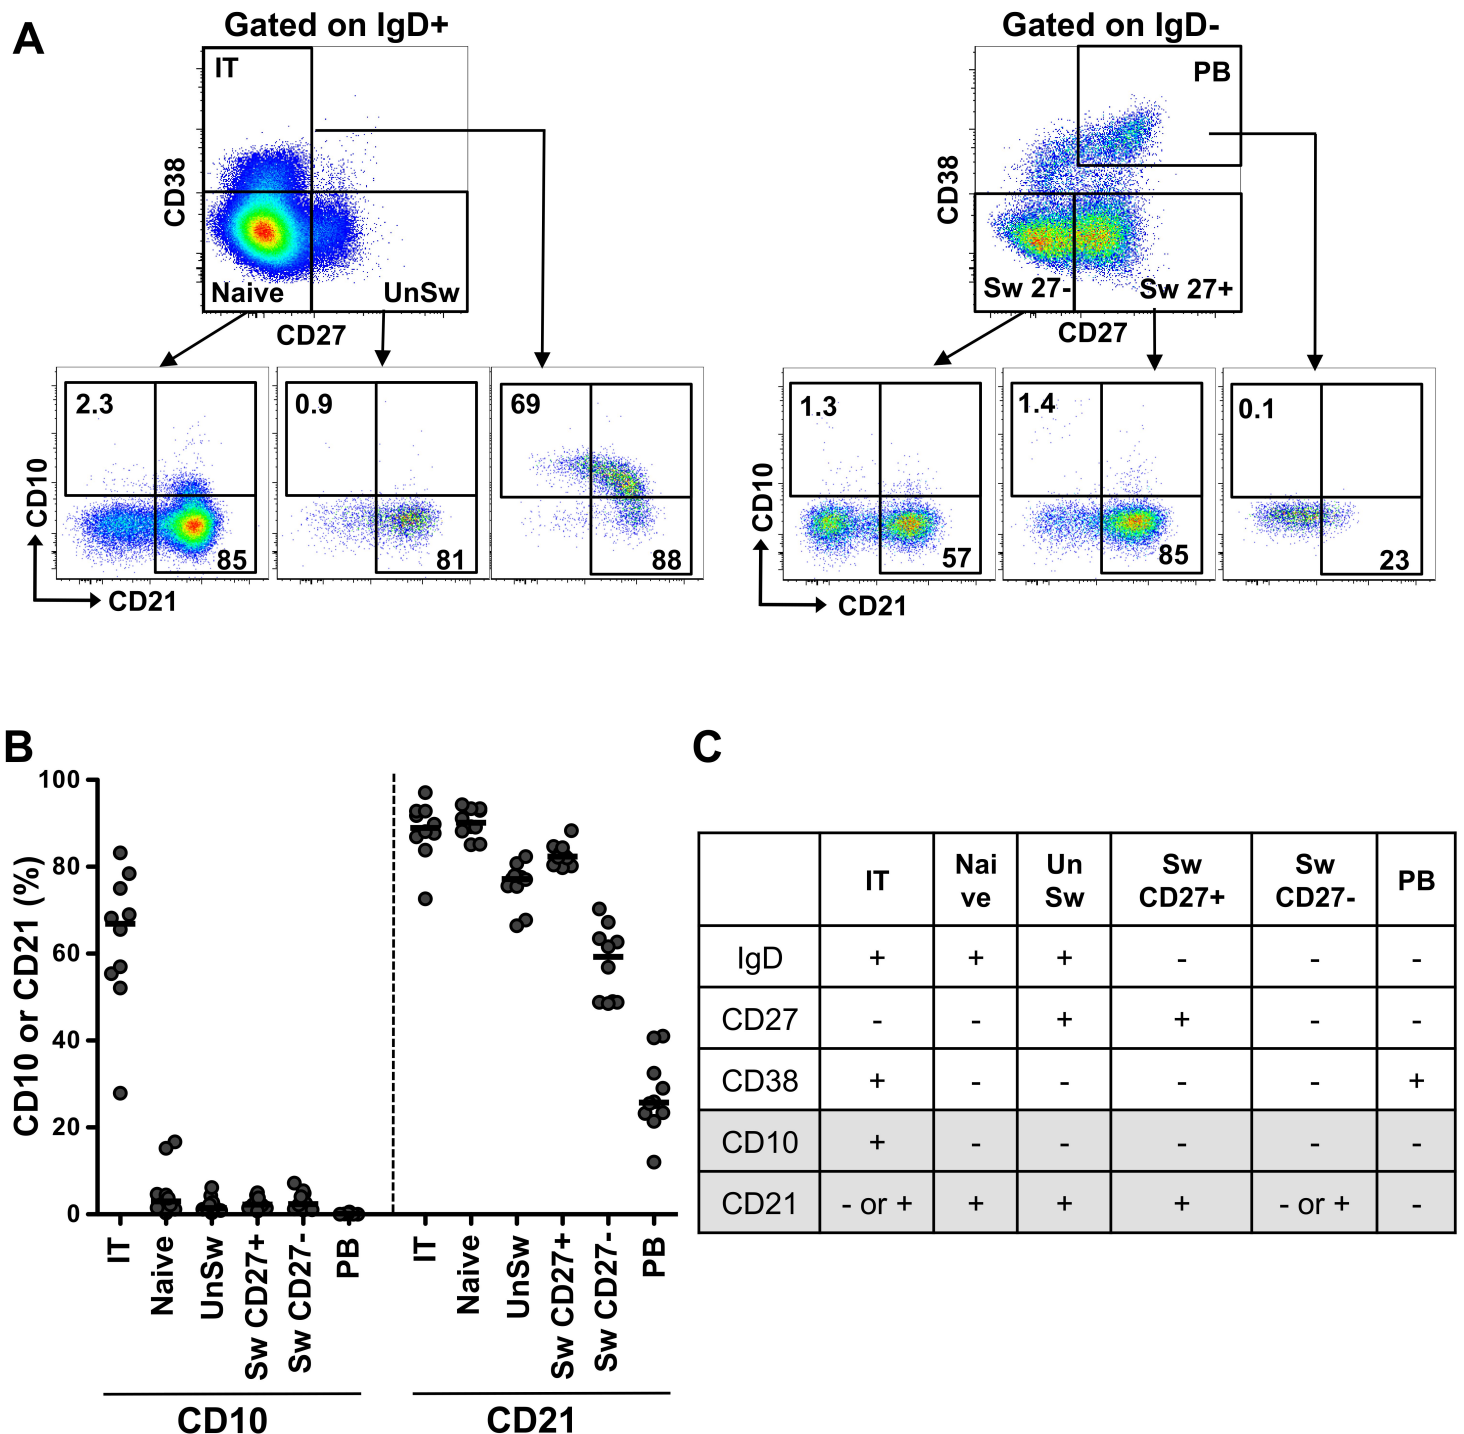 A
Gated on IgD+
Gated on IgD-
IT
PB
CD38
CD38
Naive
UnSw
Sw 27-
Sw 27+
CD27
CD27
2.3
0.9
69
1.3
1.4
0.1
CD10
CD10
85
81
88
57
85
23
CD21
CD21
B
100
80
60
40
20
0
CD10 or CD21 (%)
IT
Naive
UnSw
Sw CD27+
Sw CD27-
PB
IT
Naive
UnSw
Sw CD27+
Sw CD27-
PB
CD10
CD21
C
IT Nai Un Sw Sw PB
ve Sw CD27+ CD27-
IgD + + + - - -
CD27 - - + + - -
CD38 + - - - - +
CD10 + - - - - -
CD21 - or + + + + - or + -